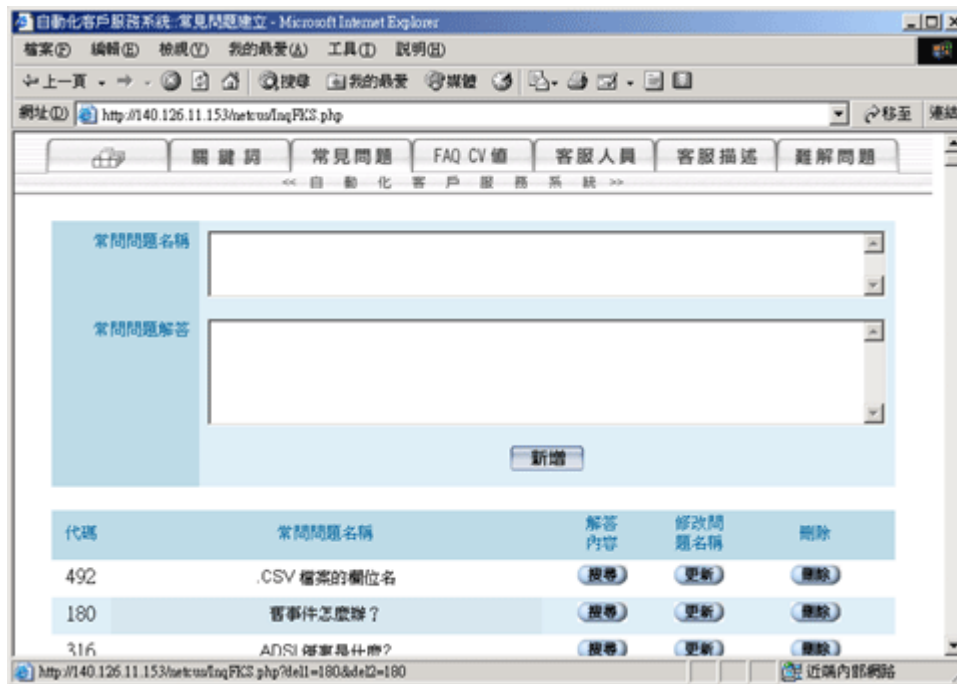 自動化客戶服務系統::常見問題建立 - Microsoft Internet Explorer
檔案(F) 編輯(E) 檢視(V) 我的最愛(A) 工具(T) 說明(H)
上一頁 搜尋 我的最愛 媒體
網址(D) http://140.126.11.153/netcus/InqFKS.php 移至 連結
關鍵詞 常見問題 FAQ CV值 客服人員 客服描述 難解問題
<< 自動化客戶服務系統 >>
常問問題名稱
常問問題解答
新增
代碼 常問問題名稱 解答內容 修改問題名稱 刪除
492 .CSV 檔案的欄位名 搜尋 更新 刪除
180 舊事件怎麼辦？ 搜尋 更新 刪除
316 搜尋 更新 刪除
http://140.126.11.153/netcus/InqFKS.php?del1=180&del2=180 近端內部網路